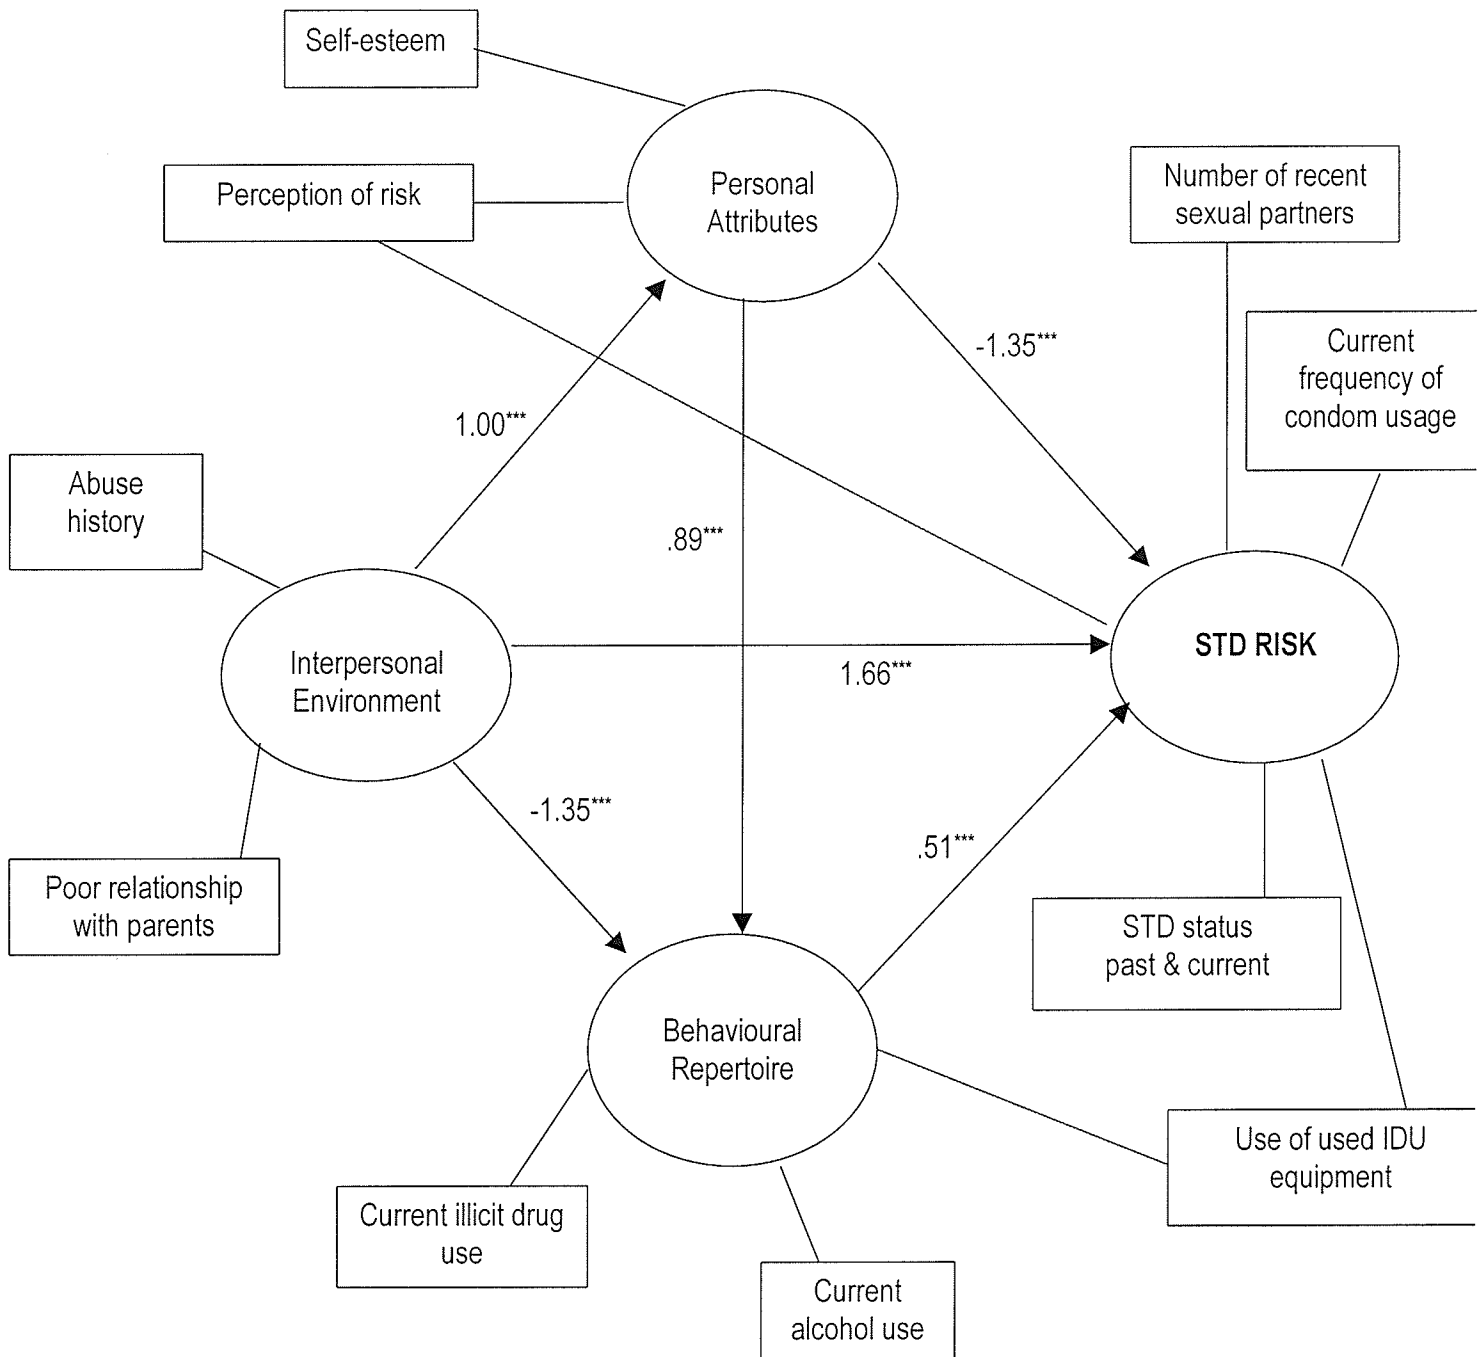 Self-esteem
Perception of risk
Personal
Attributes
Number of recent
sexual partners
-1.35***
Current
frequency of
condom usage
1.00***
Abuse
history
.89***
STD RISK
Interpersonal
Environment
1.66***
-1.35***
.51***
Poor relationship
with parents
STD status
past & current
Behavioural
Repertoire
Use of used IDU
equipment
Current illicit drug
use
Current
alcohol use